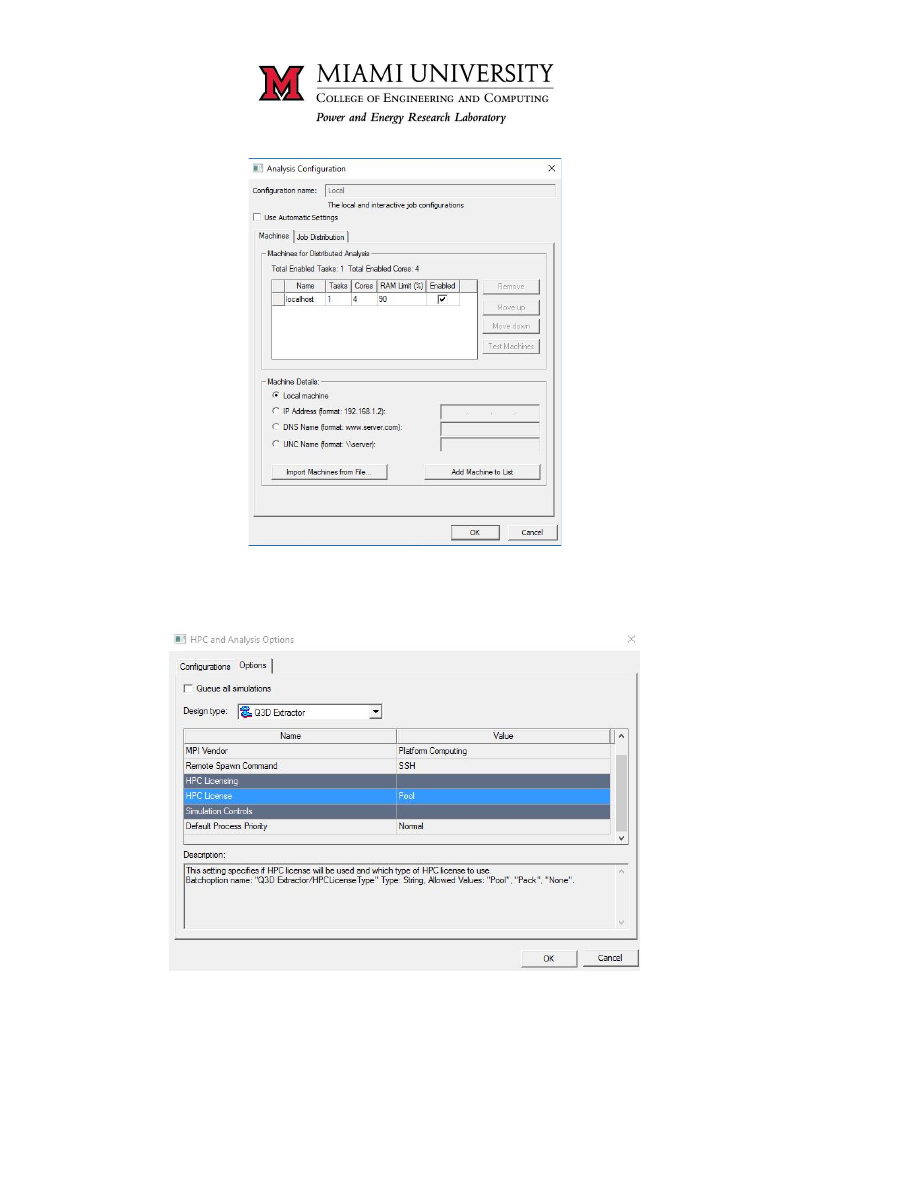 MIAMI UNIVERSITY
COLLEGE OF ENGINEERING AND COMPUTING
Power and Energy Research Laboratory
Analysis Configuration
Configuration name: Local
The local and interactive job configurations
Use Automatic Settings
Machines Job Distribution
Machines for Distributed Analysis
Total Enabled Tasks: 1 Total Enabled Cores: 4
Name Tasks Cores RAM Limit (%) Enabled
localhost 1 4 90
Remove
Move up
Move down
Test Machines
Machine Details:
Local machine
IP Address (format: 192.168.1.2):
DNS Name (format: www.server.com):
UNC Name (format: \\server):
Import Machines from File... Add Machine to List
OK Cancel
HPC and Analysis Options
Configurations Options
Queue all simulations
Design type: Q3D Extractor
Name Value
MPI Vendor Platform Computing
Remote Spawn Command SSH
HPC Licensing
HPC License Pool
Simulation Controls
Default Process Priority Normal
Description:
This setting specifies if HPC license will be used and which type of HPC license to use.
Batchoption name: "Q3D Extractor/HPCLicenseType" Type: String, Allowed Values: "Pool", "Pack", "None".
OK Cancel